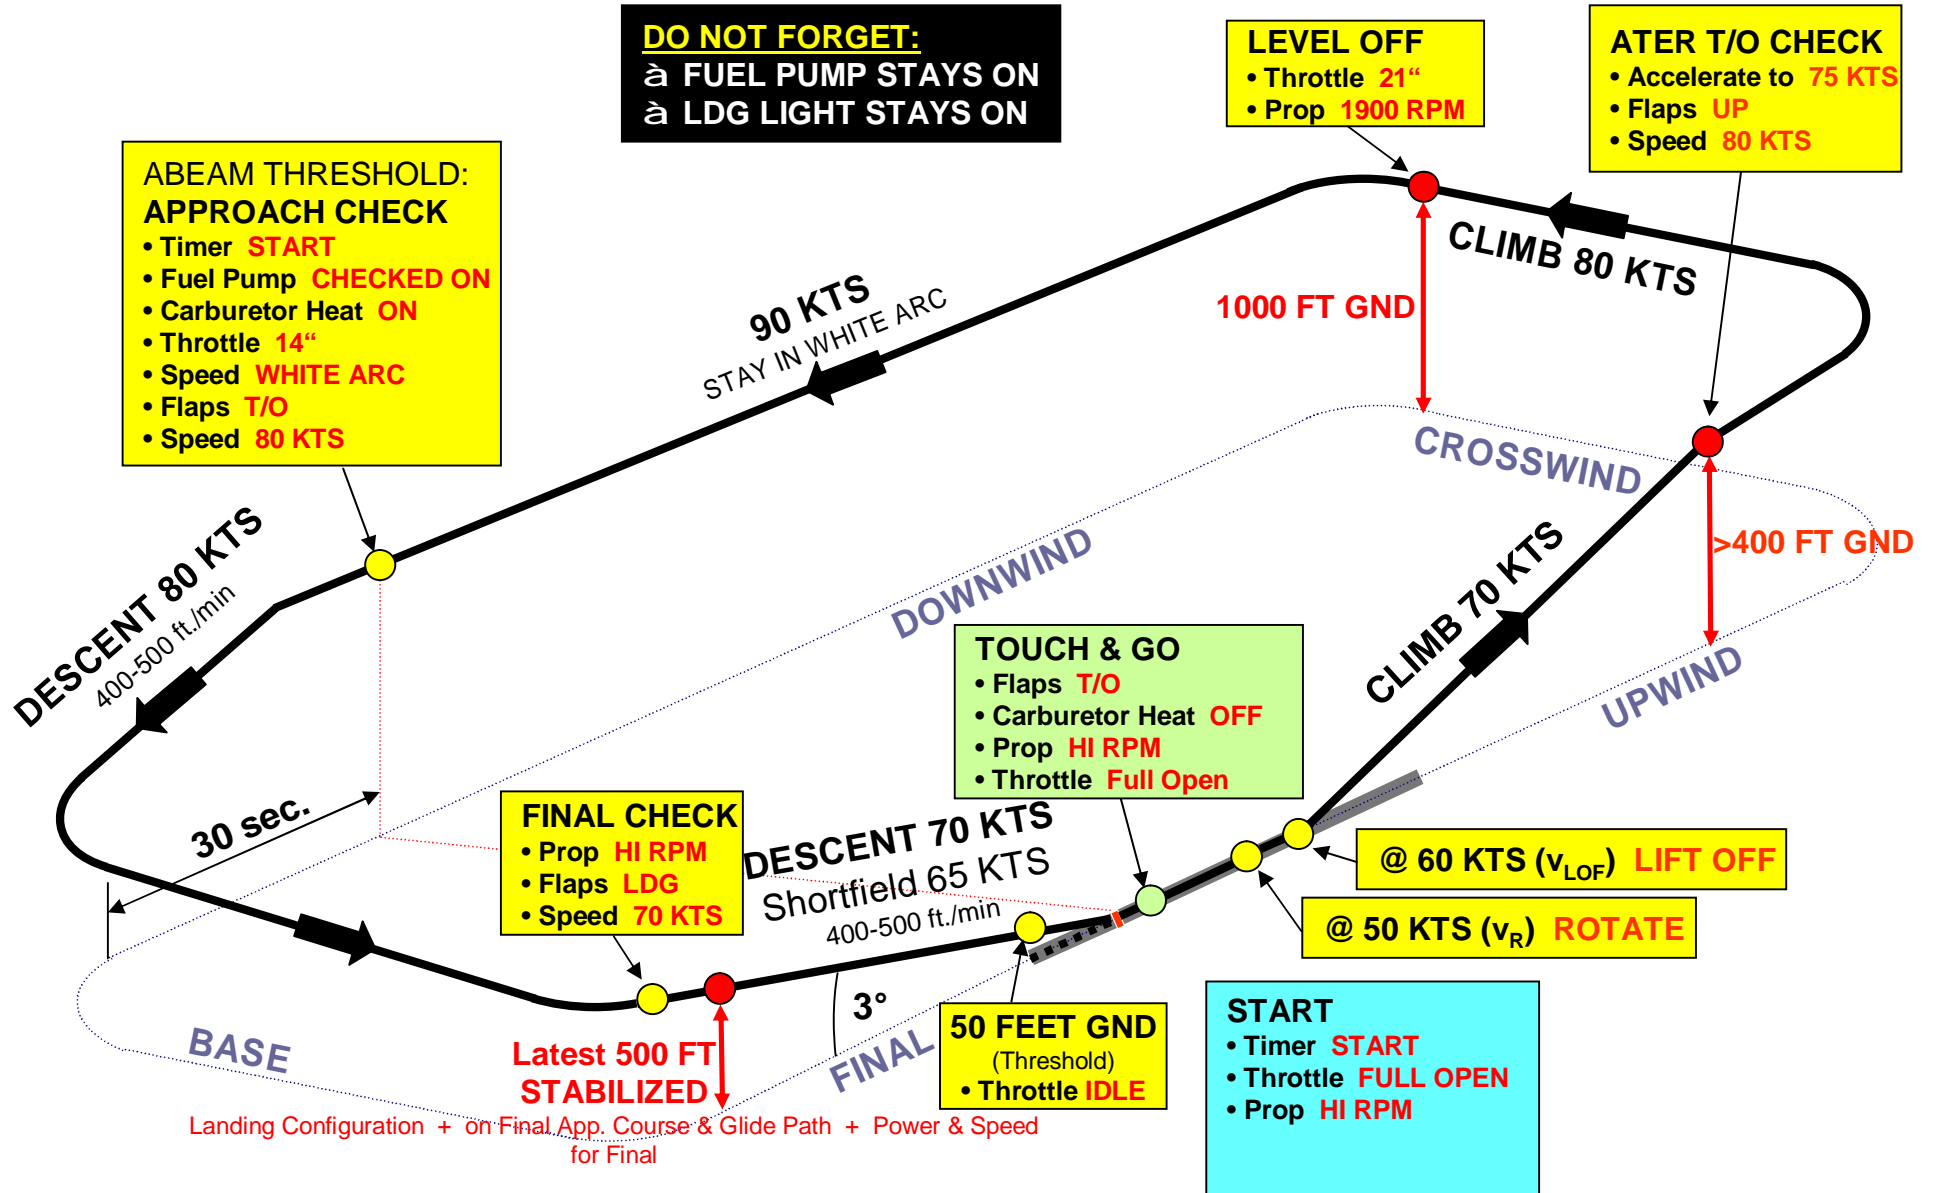 DO NOT FORGET:
à FUEL PUMP STAYS ON
à LDG LIGHT STAYS ON
LEVEL OFF
• Throttle 21“
• Prop 1900 RPM
ATER T/O CHECK
• Accelerate to 75 KTS
• Flaps UP
• Speed 80 KTS
ABEAM THRESHOLD:
APPROACH CHECK
• Timer START
• Fuel Pump CHECKED ON
• Carburetor Heat ON
• Throttle 14“
• Speed WHITE ARC
• Flaps T/O
• Speed 80 KTS
CLIMB 80 KTS
1000 FT GND
90 KTS
STAY IN WHITE ARC
CROSSWIND
>400 FT GND
DESCENT 80 KTS
400-500 ft./min
DOWNWIND
CLIMB 70 KTS
UPWIND
TOUCH & GO
• Flaps T/O
• Carburetor Heat OFF
• Prop HI RPM
• Throttle Full Open
30 sec.
FINAL CHECK
• Prop HI RPM
• Flaps LDG
• Speed 70 KTS
DESCENT 70 KTS
Shortfield 65 KTS
400-500 ft./min
@ 60 KTS (vLOF) LIFT OFF
@ 50 KTS (vR) ROTATE
3°
BASE
FINAL
50 FEET GND
(Threshold)
• Throttle IDLE
START
• Timer START
• Throttle FULL OPEN
• Prop HI RPM
Latest 500 FT
STABILIZED
Landing Configuration + on Final App. Course & Glide Path + Power & Speed
for Final